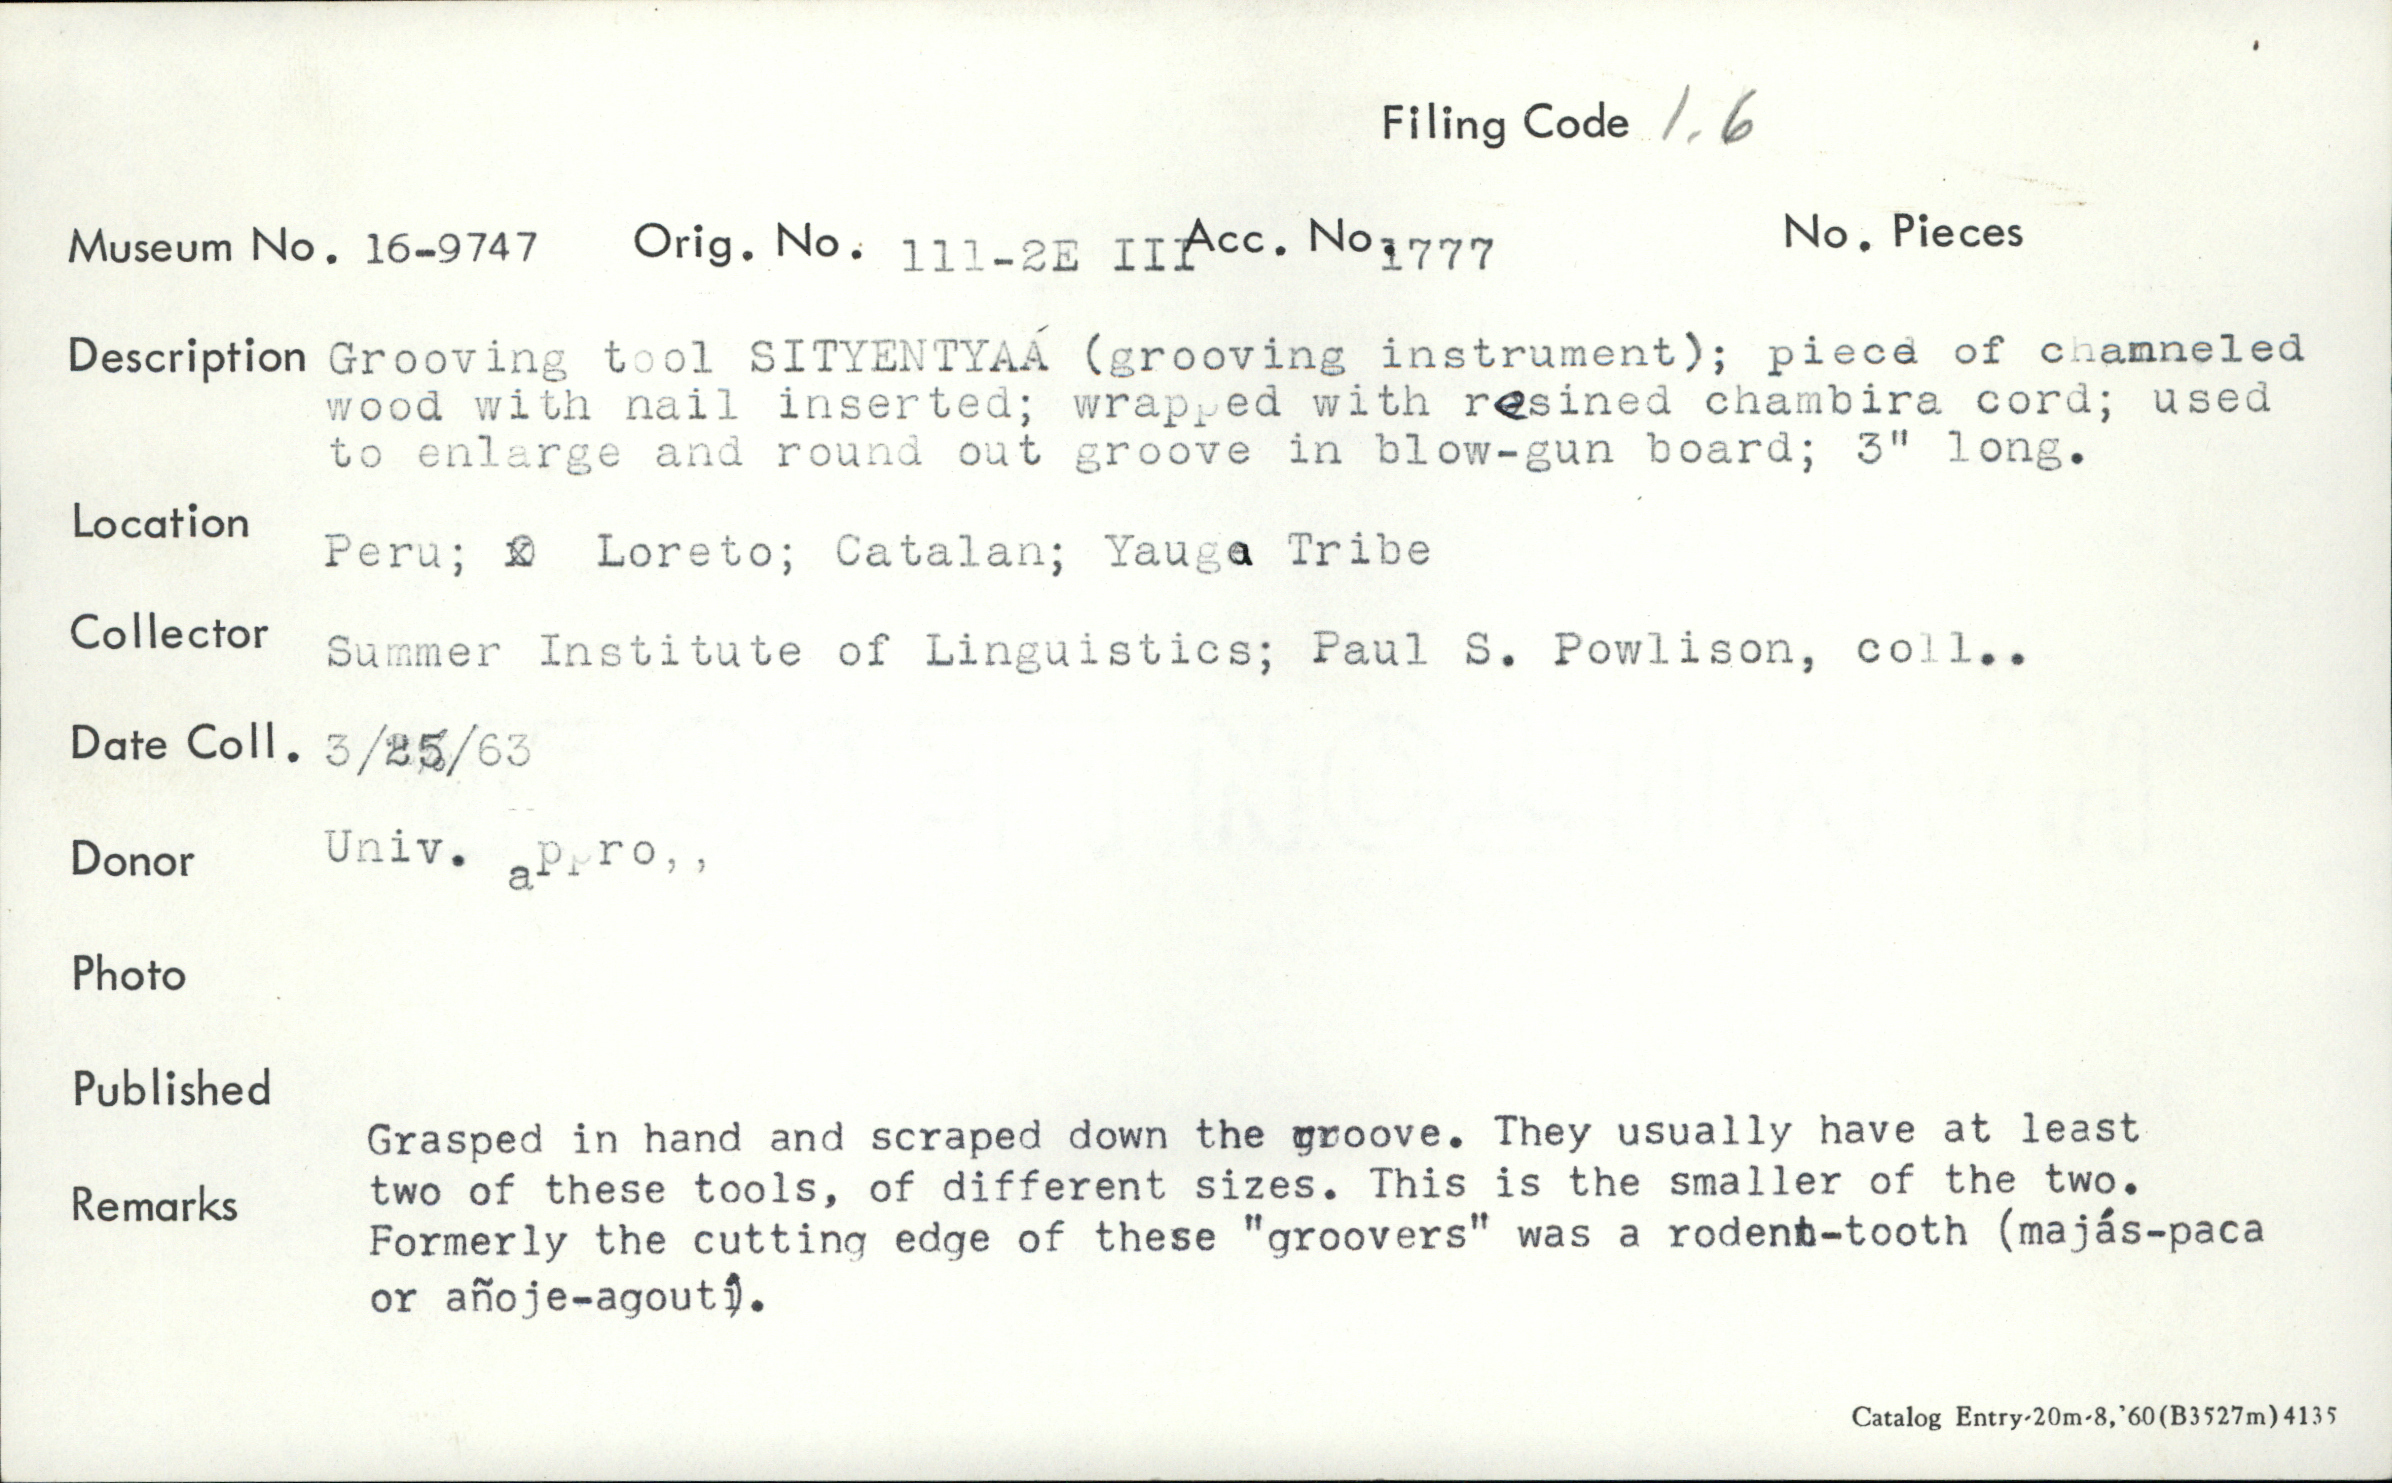 Filing Code 1.6
Museum No. 16-9747 Orig. No. 111-2E III Acc. No. 1777 No. Pieces
Description Grooving tool SITYENTYAÁ (grooving instrument); piece of channeled
wood with nail inserted; wrapped with resined chambira cord; used
to enlarge and round out groove in blow-gun board; 3" long.
Location Peru; Loreto; Catalan; Yauga Tribe
Collector Summer Institute of Linguistics; Paul S. Powlison, coll..
Date Coll. 3/25/63
Donor Univ. appro,,
Photo
Published
Grasped in hand and scraped down the groove. They usually have at least
Remarks two of these tools, of different sizes. This is the smaller of the two.
Formerly the cutting edge of these "groovers" was a rodent-tooth (majás-paca
or añoje-agouti).
Catalog Entry-20m-8,'60(B3527m)4135